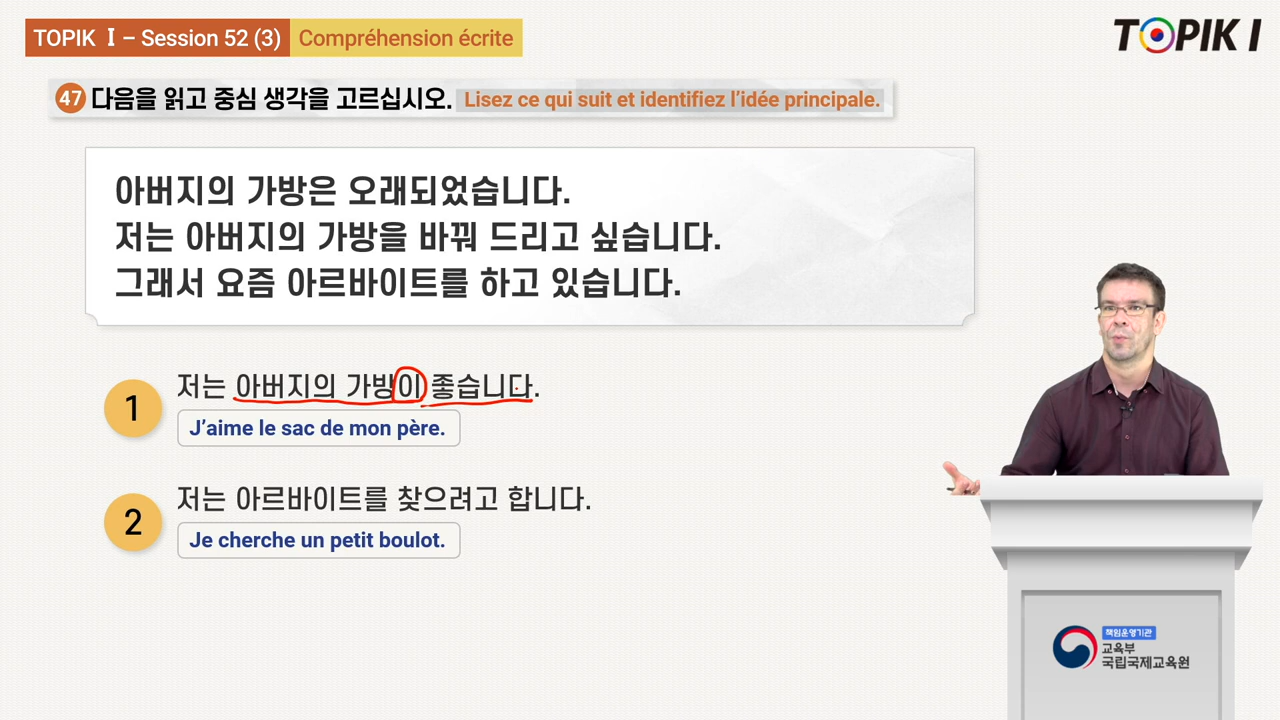 TOPIK I – Session 52 (3) Compréhension écrite
TOPIK I
47 다음을 읽고 중심 생각을 고르십시오. Lisez ce qui suit et identifiez l’idée principale.
아버지의 가방은 오래되었습니다.
저는 아버지의 가방을 바꿔 드리고 싶습니다.
그래서 요즘 아르바이트를 하고 있습니다.
1 저는 아버지의 가방이 좋습니다.
J’aime le sac de mon père.
2 저는 아르바이트를 찾으려고 합니다.
Je cherche un petit boulot.
책임운영기관
교육부
국립국제교육원